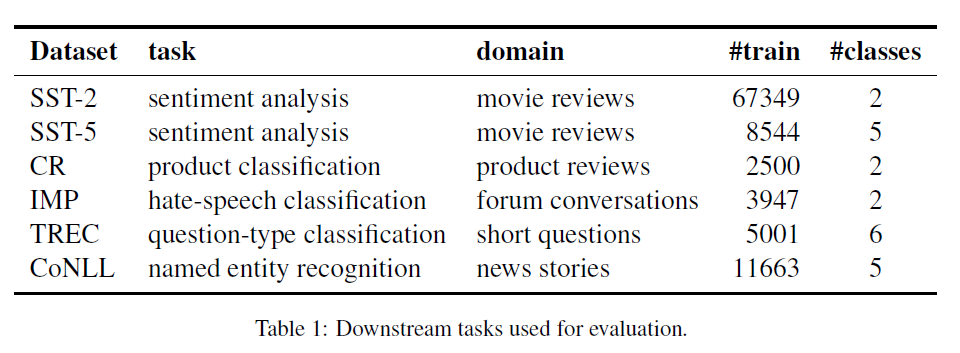 Dataset task domain #train #classes
SST-2 sentiment analysis movie reviews 67349 2
SST-5 sentiment analysis movie reviews 8544 5
CR product classification product reviews 2500 2
IMP hate-speech classification forum conversations 3947 2
TREC question-type classification short questions 5001 6
CoNLL named entity recognition news stories 11663 5
Table 1: Downstream tasks used for evaluation.